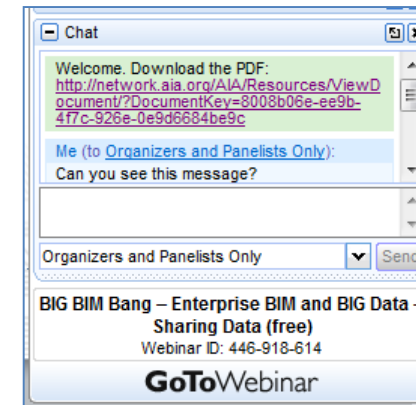 Chat
Welcome. Download the PDF:
http://network.aia.org/AIA/Resources/ViewD
ocument/?DocumentKey=8008b06e-ee9b-
4f7c-926e-0e9d6684be9c
Me (to Organizers and Panelists Only):
Can you see this message?
Organizers and Panelists Only
Send
BIG BIM Bang – Enterprise BIM and BIG Data -
Sharing Data (free)
Webinar ID: 446-918-614
GoToWebinar